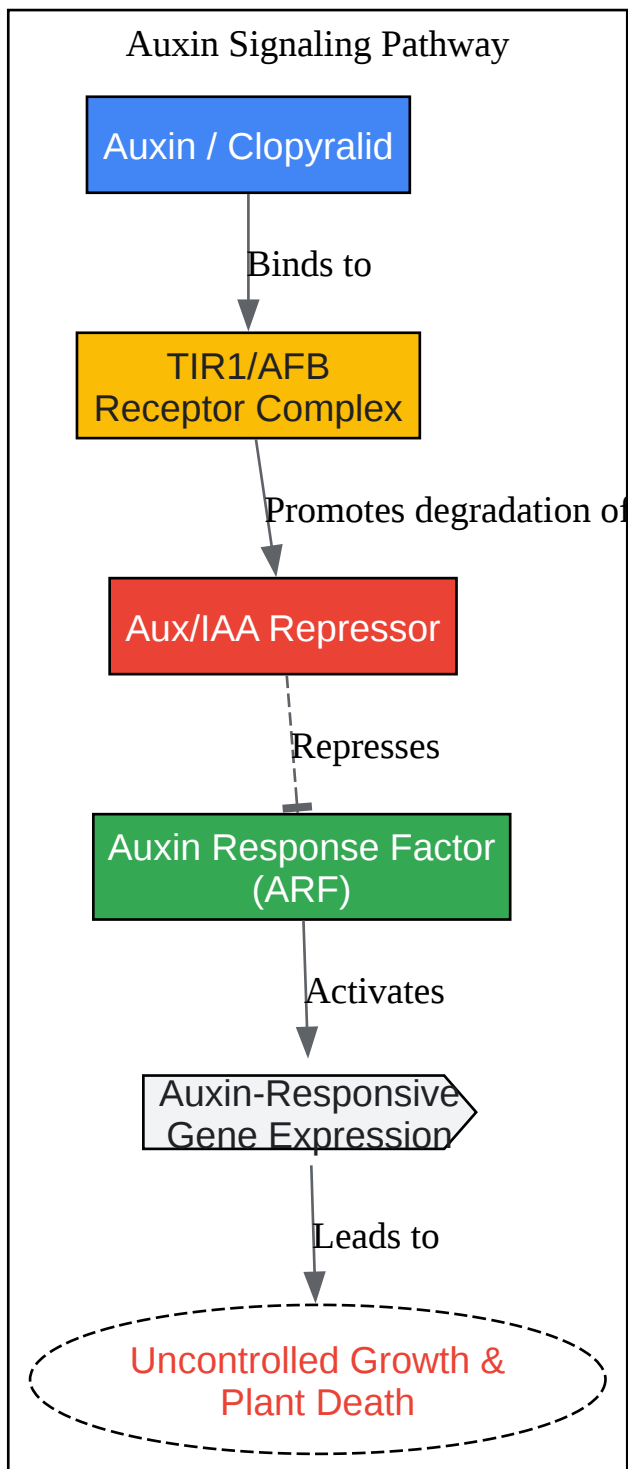 Auxin Signaling Pathway
Auxin / Clopyralid
Binds to
TIR1/AFB
Receptor Complex
Promotes degradation of
Aux/IAA Repressor
Represses
Auxin Response Factor
(ARF)
Activates
Auxin-Responsive
Gene Expression
Leads to
Uncontrolled Growth &
Plant Death